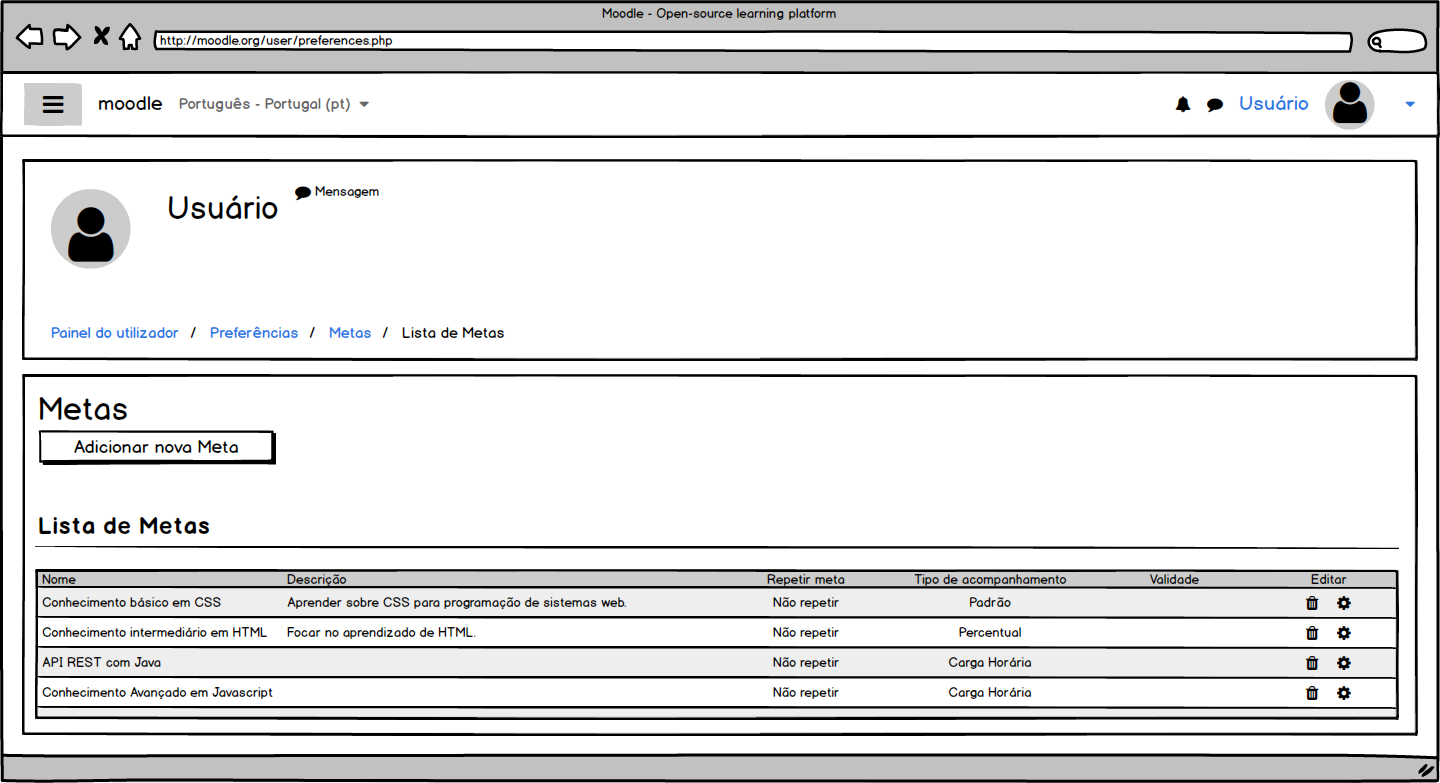 Moodle - Open-source learning platform
http://moodle.org/user/preferences.php
moodle Português - Portugal (pt) Usuário
Usuário Mensagem
Painel do utilizador / Preferências / Metas / Lista de Metas
Metas
Adicionar nova Meta
Lista de Metas
Nome Descrição Repetir meta Tipo de acompanhamento Validade Editar
Conhecimento básico em CSS Aprender sobre CSS para programação de sistemas web. Não repetir Padrão
Conhecimento intermediário em HTML Focar no aprendizado de HTML. Não repetir Percentual
API REST com Java Não repetir Carga Horária
Conhecimento Avançado em Javascript Não repetir Carga Horária